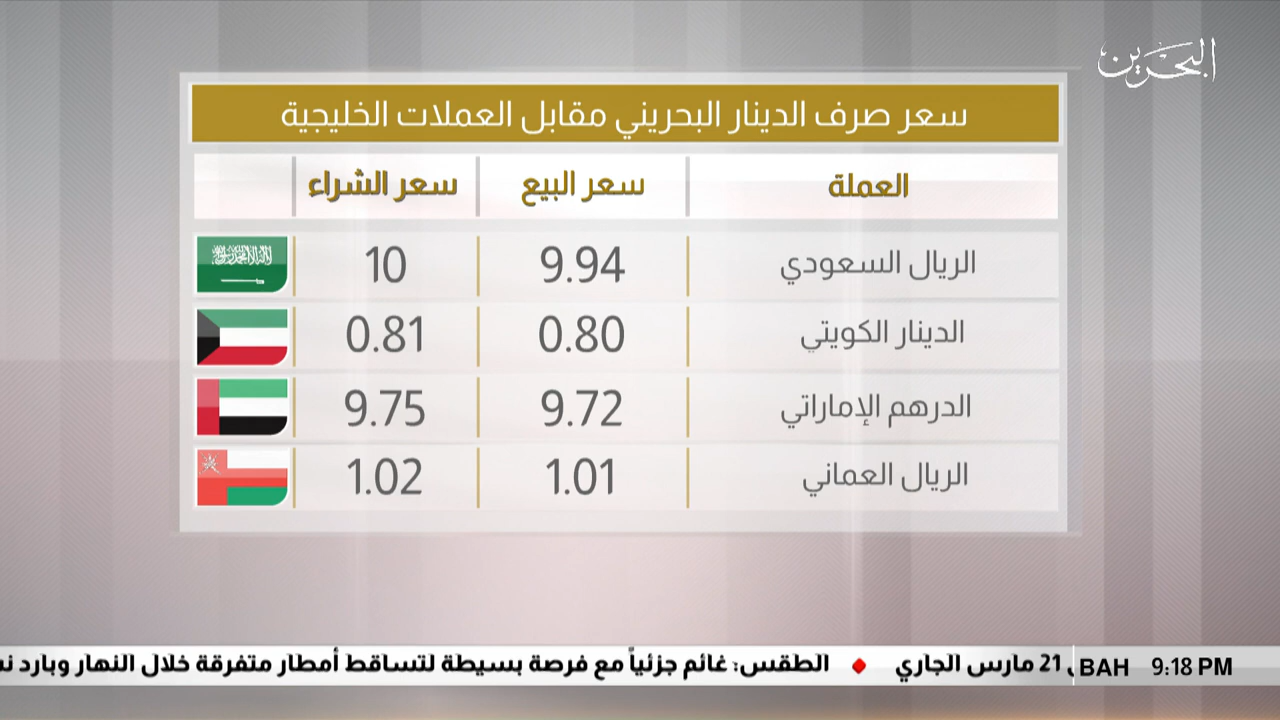 البحرين
سعر صرف الدينار البحريني مقابل العملات الخليجية
العملة سعر البيع سعر الشراء
الريال السعودي 9.94 10
الدينار الكويتي 0.80 0.81
الدرهم الإماراتي 9.72 9.75
الريال العماني 1.01 1.02
BAH 9:18 PM
21 مارس الجاري الطقس: غائم جزئياً مع فرصة بسيطة لتساقط أمطار متفرقة خلال النهار وبارد